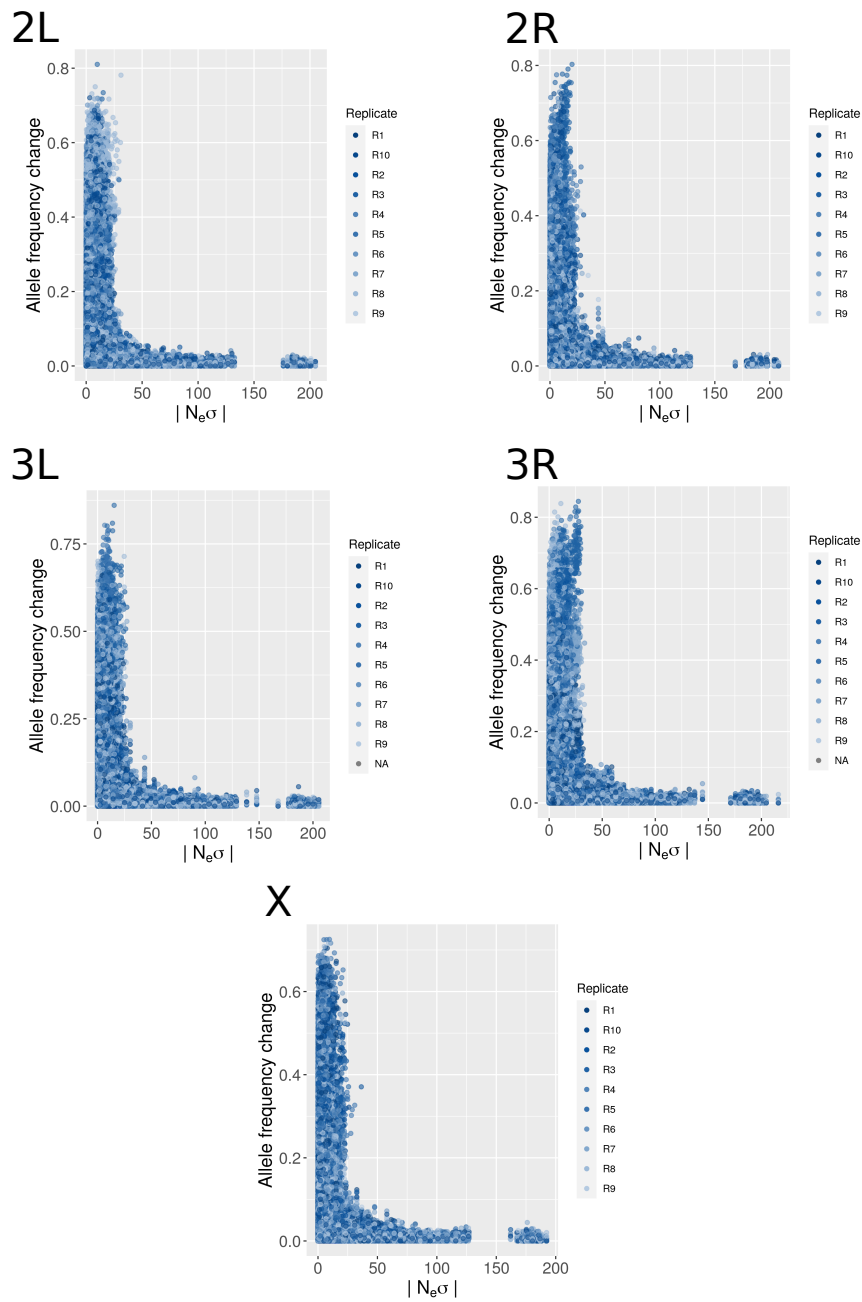 2L
Allele frequency change
0.8
0.6
0.4
0.2
0.0
0 50 100 150 200
| Neσ |
Replicate
R1
R10
R2
R3
R4
R5
R6
R7
R8
R9
2R
Allele frequency change
0.8
0.6
0.4
0.2
0.0
0 50 100 150 200
| Neσ |
Replicate
R1
R10
R2
R3
R4
R5
R6
R7
R8
R9
3L
Allele frequency change
0.75
0.50
0.25
0.00
0 50 100 150 200
| Neσ |
Replicate
R1
R10
R2
R3
R4
R5
R6
R7
R8
R9
NA
3R
Allele frequency change
0.8
0.6
0.4
0.2
0.0
0 50 100 150 200
| Neσ |
Replicate
R1
R10
R2
R3
R4
R5
R6
R7
R8
R9
NA
X
Allele frequency change
0.6
0.4
0.2
0.0
0 50 100 150 200
| Neσ |
Replicate
R1
R10
R2
R3
R4
R5
R6
R7
R8
R9